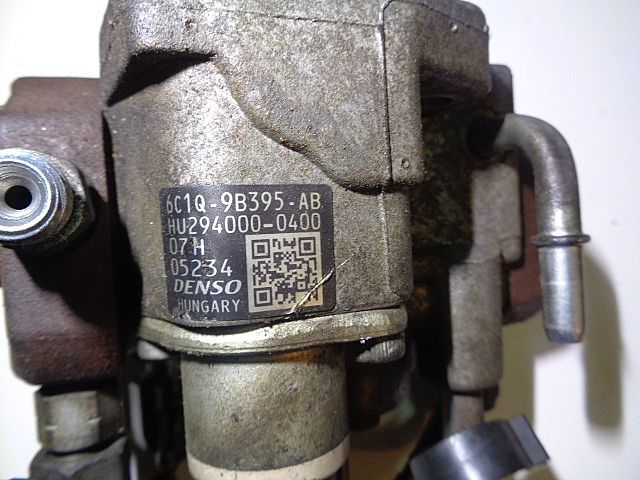 6C1Q-9B395-AB
HU294000-0400
07H
05234
DENSO
HUNGARY